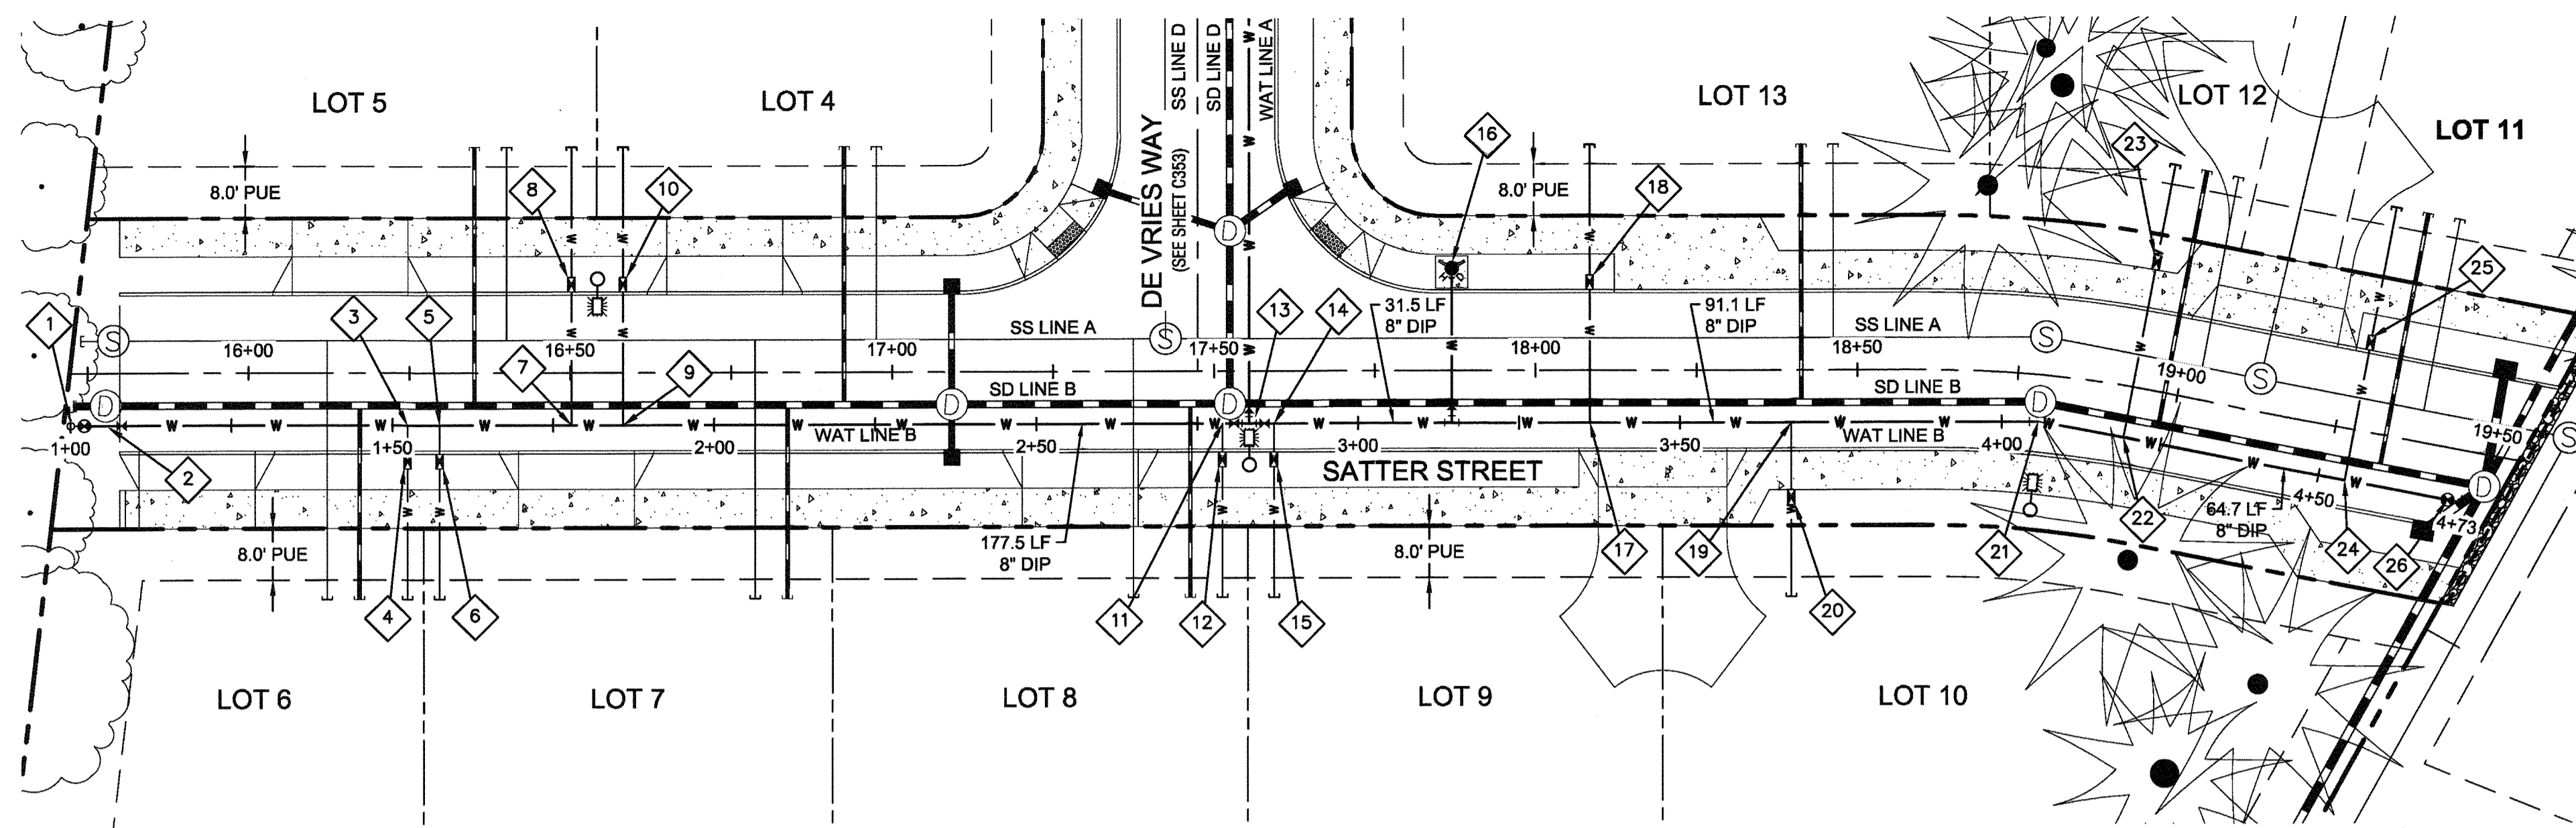 LOT 5
LOT 4
LOT 13
LOT 12
LOT 11
8.0' PUE
8.0' PUE
SS LINE D
SD LINE D
WAT LINE A
DE VRIES WAY
(SEE SHEET C353)
16
23
8
10
18
25
1
3
5
7
9
13
14
31.5 LF
8" DIP
91.1 LF
8" DIP
SS LINE A
SS LINE A
16+00
16+50
17+00
17+50
18+00
18+50
19+00
19+50
S
S
S
S
S
SD LINE B
SD LINE B
D
D
D
D
D
D
W W W W W W W W W W W W W W W W W W
WAT LINE B
WAT LINE B
1+00
1+50
2+00
2+50
3+00
3+50
4+00
4+50
4+73
2
SATTER STREET
8.0' PUE
8.0' PUE
177.5 LF
8" DIP
64.7 LF
8" DIP
4
6
11
12
15
17
19
20
21
22
24
26
LOT 6
LOT 7
LOT 8
LOT 9
LOT 10